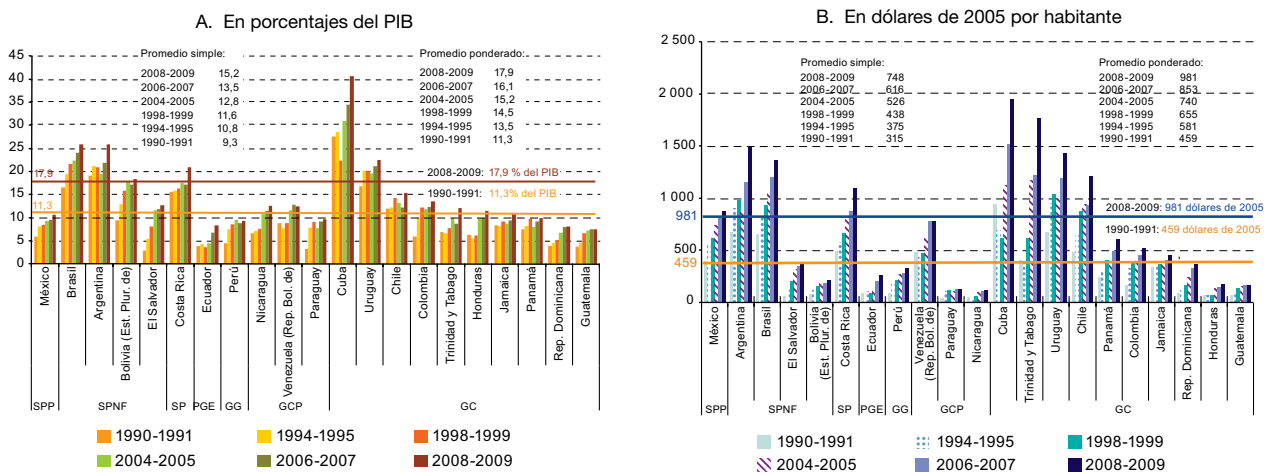 A. En porcentajes del PIB
45
40
35
30
25
20
15
10
5
0
17,9
11,3
Promedio simple:
2008-2009 15,2
2006-2007 13,5
2004-2005 12,8
1998-1999 11,6
1994-1995 10,8
1990-1991 9,3
Promedio ponderado:
2008-2009 17,9
2006-2007 16,1
2004-2005 15,2
1998-1999 14,5
1994-1995 13,5
1990-1991 11,3
2008-2009: 17,9 % del PIB
1990-1991: 11,3% del PIB
México
Brasil
Argentina
Bolivia (Est. Plur. de)
El Salvador
Costa Rica
Ecuador
Perú
Nicaragua
Venezuela (Rep. Bol. de)
Paraguay
Cuba
Uruguay
Chile
Colombia
Trinidad y Tabago
Honduras
Jamaica
Panamá
Rep. Dominicana
Guatemala
SPP SPNF SP PGE GG GCP GC
1990-1991 1994-1995 1998-1999
2004-2005 2006-2007 2008-2009
B. En dólares de 2005 por habitante
2 500
2 000
1 500
1 000
981
500
459
0
Promedio simple:
2008-2009 748
2006-2007 616
2004-2005 526
1998-1999 438
1994-1995 375
1990-1991 315
Promedio ponderado:
2008-2009 981
2006-2007 853
2004-2005 740
1998-1999 655
1994-1995 581
1990-1991 459
2008-2009: 981 dólares de 2005
1990-1991: 459 dólares de 2005
México
Argentina
Brasil
El Salvador
Bolivia
(Est. Plur. de)
Costa Rica
Ecuador
Perú
Venezuela
(Rep. Bol. de)
Paraguay
Nicaragua
Cuba
Trinidad y Tabago
Uruguay
Chile
Panamá
Colombia
Jamaica
Rep. Dominicana
Honduras
Guatemala
SPP SPNF SP PGE GG GCP GC
1990-1991 1994-1995 1998-1999
2004-2005 2006-2007 2008-2009